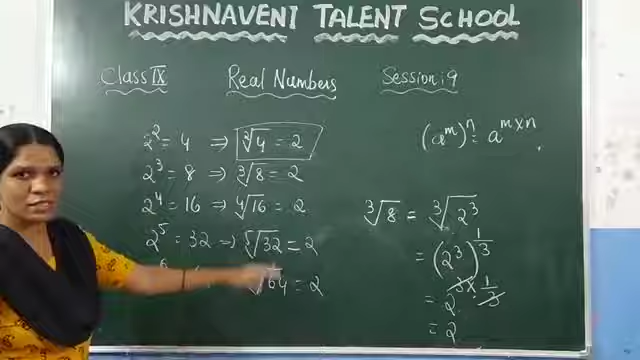 KRISHNAVENI TALENT SCHOOL
Class IX Real Numbers Session: 9
2² = 4 ⇒ ²√4 = 2
2³ = 8 ⇒ ³√8 = 2
2⁴ = 16 ⇒ ⁴√16 = 2
2⁵ = 32 ⇒ ⁵√32 = 2
√64 = 2
(aᵐ)ⁿ = aᵐˣⁿ.
³√8 = ³√2³
= (2³)^1/3
= 2^3×1/3
= 2